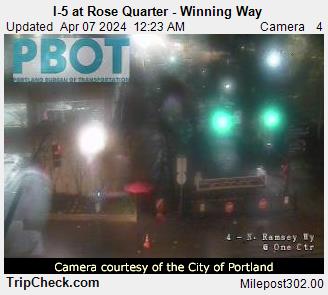 I-5 at Rose Quarter - Winning Way
Updated Apr 07 2024 12:23 AM Camera 4
PBOT
PORTLAND BUREAU OF TRANSPORTATION
4 - N. Ramsey Wy
@ One Ctr
Camera courtesy of the City of Portland
TripCheck.com Milepost302.00